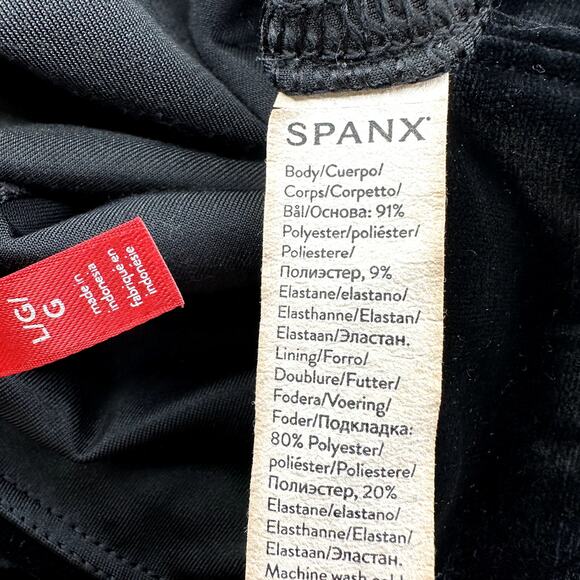 SPANX
Body/Cuerpo/
Corps/Corpetto/
Bål/Основа: 91%
Polyester/poliéster/
Poliestere/
Полиэстер, 9%
Elastane/elastano/
Elasthanne/Elastan/
Elastaan/Эластан.
Lining/Forro/
Doublure/Futter/
Fodera/Voering/
Foder/Подкладка:
80% Polyester/
poliéster/Poliestere/
Полиэстер, 20%
Elastane/elastano/
Elasthanne/Elastan/
Elastaan/Эластан.
Machine wash cold
L/G/
G
made in
indonesia
fabriqué en
indonésie